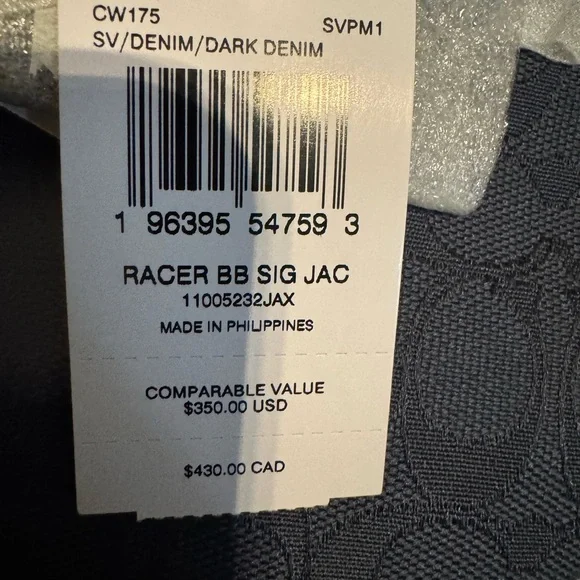 CW175 SVPM1
SV/DENIM/DARK DENIM
1 96395 54759 3
RACER BB SIG JAC
11005232JAX
MADE IN PHILIPPINES
COMPARABLE VALUE
$350.00 USD
$430.00 CAD